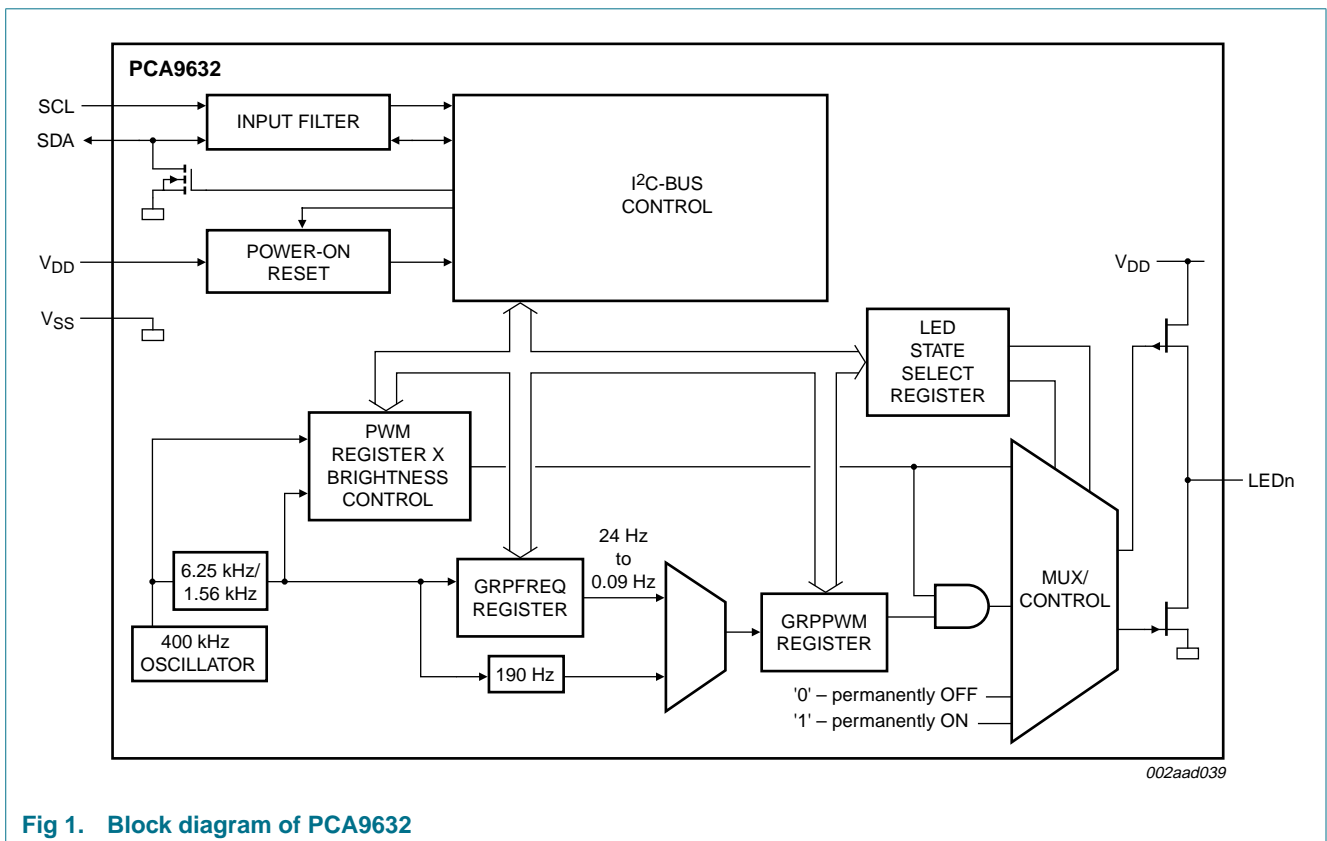 PCA9632
SCL
SDA
INPUT FILTER
I2C-BUS
CONTROL
VDD
POWER-ON
RESET
VSS
VDD
LED
STATE
SELECT
REGISTER
PWM
REGISTER X
BRIGHTNESS
CONTROL
LEDn
24 Hz
to
0.09 Hz
6.25 kHz/
1.56 kHz
GRPFREQ
REGISTER
MUX/
CONTROL
GRPPWM
REGISTER
400 kHz
OSCILLATOR
190 Hz
'0' – permanently OFF
'1' – permanently ON
002aad039
Fig 1. Block diagram of PCA9632